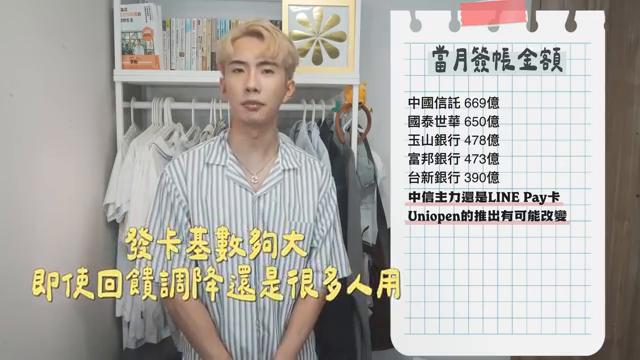 當月簽帳金額
中國信託 669億
國泰世華 650億
玉山銀行 478億
富邦銀行 473億
台新銀行 390億
中信主力還是LINE Pay卡
Uniopen的推出有可能改變
發卡基數夠大
即使回饋調降還是很多人用